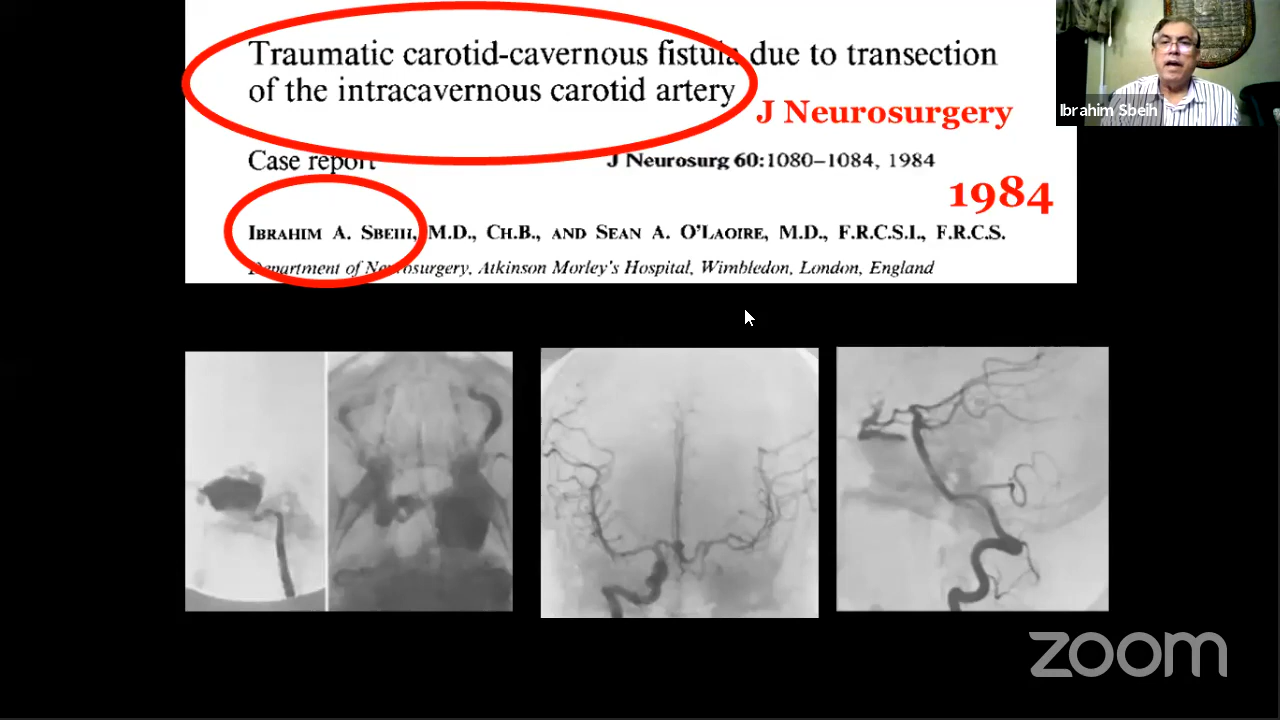 Traumatic carotid-cavernous fistula due to transection
of the intracavernous carotid artery
J Neurosurgery
Case report
J Neurosurg 60:1080–1084, 1984
1984
IBRAHIM A. SBEIH, M.D., CH.B., AND SEAN A. O'LAOIRE, M.D., F.R.C.S.I., F.R.C.S.
Department of Neurosurgery, Atkinson Morley's Hospital, Wimbledon, London, England
Ibrahim Sbeih
zoom